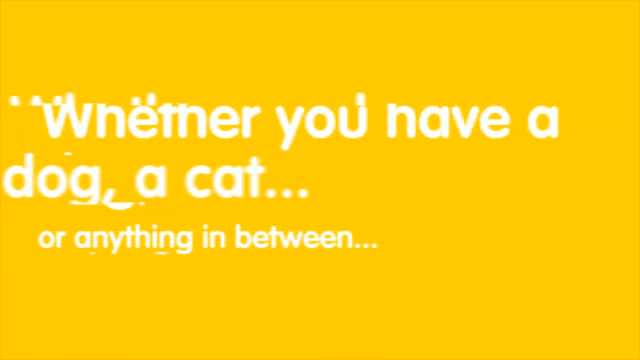 Whether you have a
dog, a cat...
or anything in between...